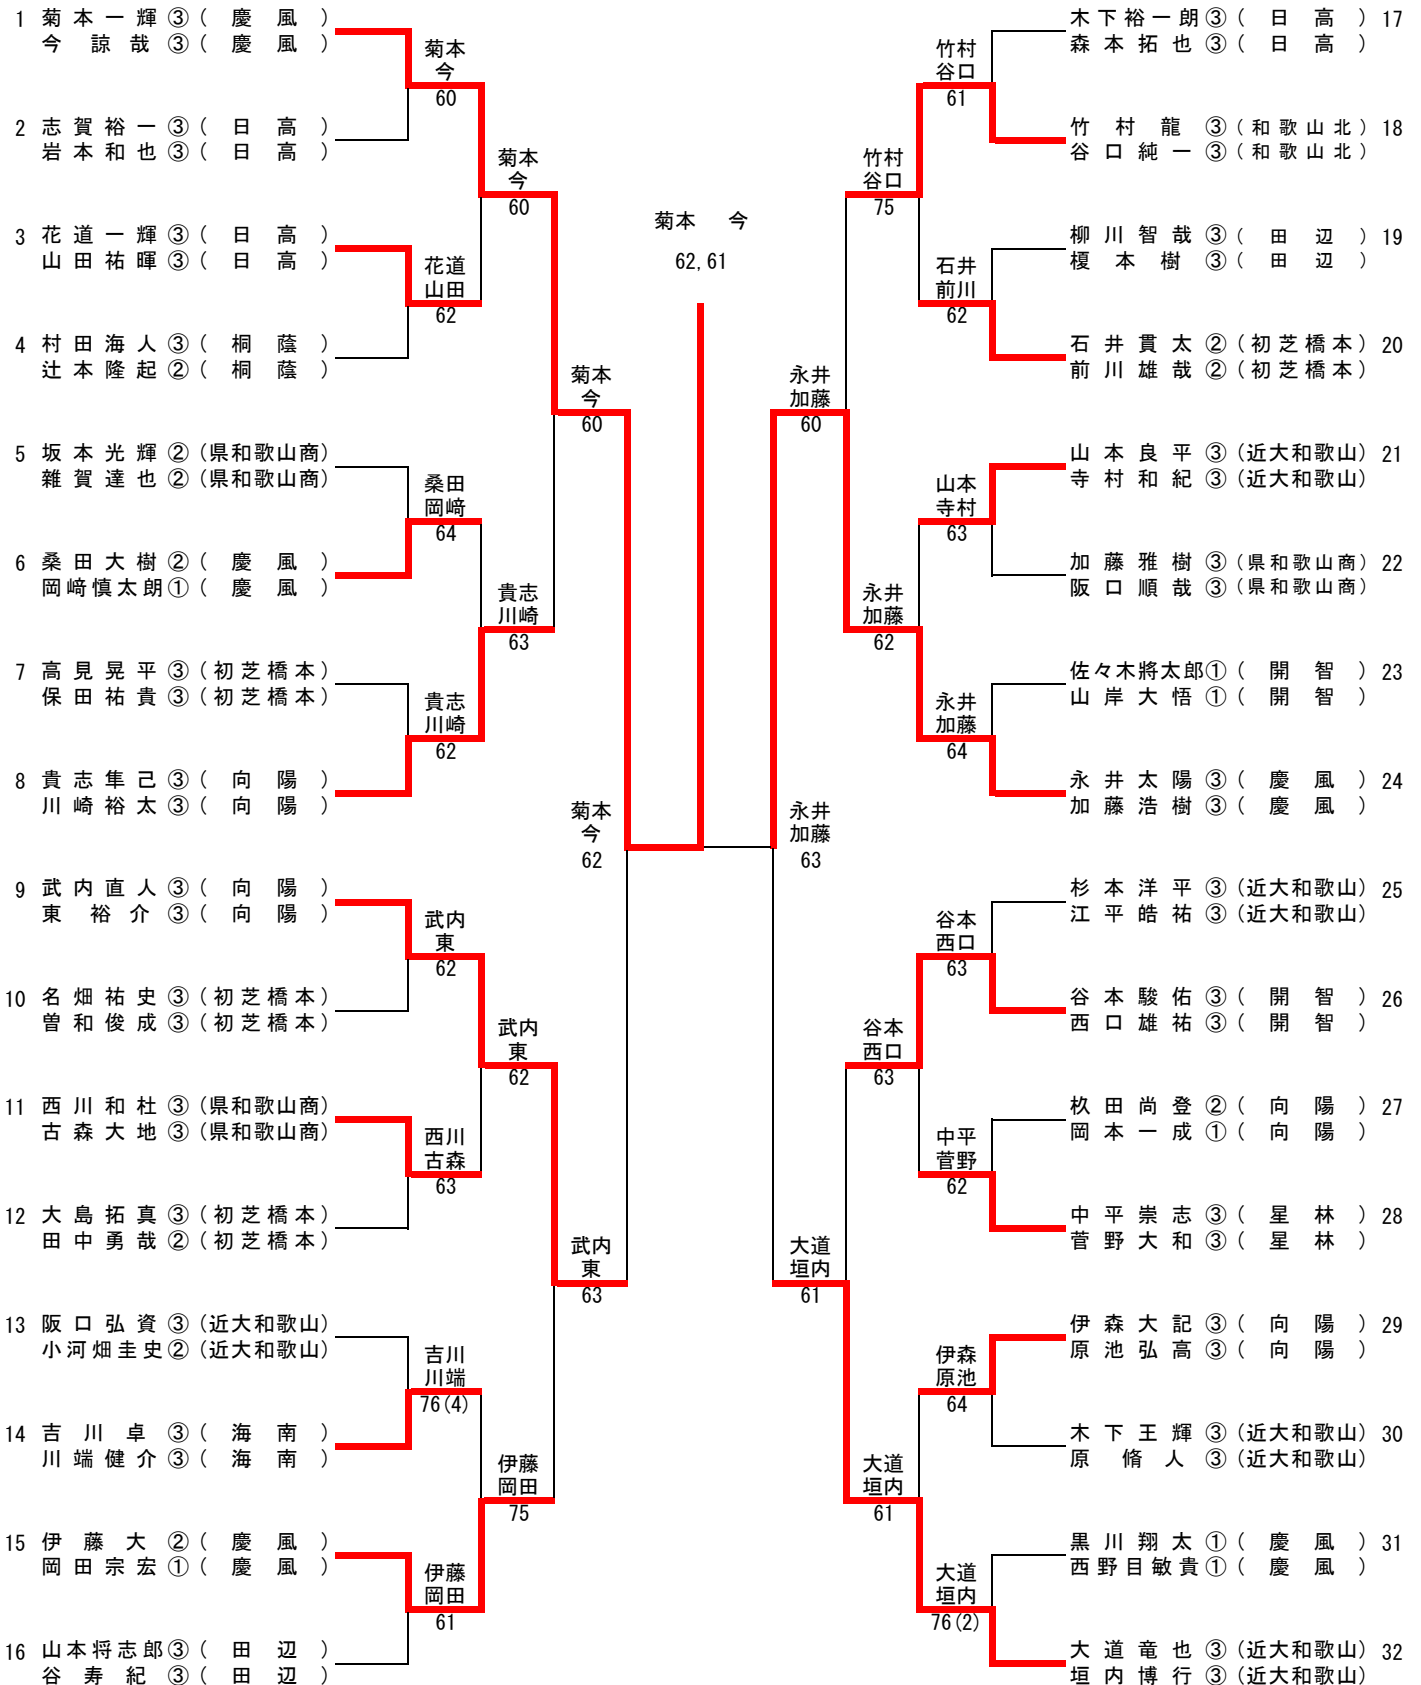 1 菊本一輝③(慶風)
今諒哉③(慶風)
2 志賀裕一③(日高)
岩本和也③(日高)
3 花道一輝③(日高)
山田祐暉③(日高)
4 村田海人③(桐蔭)
辻本隆起②(桐蔭)
5 坂本光輝②(県和歌山商)
雑賀達也②(県和歌山商)
6 桑田大樹②(慶風)
岡﨑慎太朗①(慶風)
7 高見晃平③(初芝橋本)
保田祐貴③(初芝橋本)
8 貴志隼己③(向陽)
川崎裕太③(向陽)
9 武内直人③(向陽)
東裕介③(向陽)
10 名畑祐史③(初芝橋本)
曽和俊成③(初芝橋本)
11 西川和杜③(県和歌山商)
古森大地③(県和歌山商)
12 大島拓真③(初芝橋本)
田中勇哉②(初芝橋本)
13 阪口弘資③(近大和歌山)
小河畑圭史②(近大和歌山)
14 吉川卓③(海南)
川端健介③(海南)
15 伊藤大②(慶風)
岡田宗宏①(慶風)
16 山本将志郎③(田辺)
谷寿紀③(田辺)
菊本
今
60
花道
山田
62
桑田
岡﨑
64
貴志
川崎
62
武内
東
62
西川
古森
63
吉川
川端
76(4)
伊藤
岡田
61
菊本
今
60
貴志
川崎
63
武内
東
62
伊藤
岡田
75
菊本
今
60
武内
東
63
菊本
今
62
菊本 今
62,61
永井
加藤
63
永井
加藤
60
大道
垣内
61
竹村
谷口
75
永井
加藤
62
谷本
西口
63
大道
垣内
61
竹村
谷口
61
石井
前川
62
山本
寺村
63
永井
加藤
64
谷本
西口
63
中平
菅野
62
伊森
原池
64
大道
垣内
76(2)
木下裕一朗③(日高) 17
森本拓也③(日高)
竹村龍③(和歌山北) 18
谷口純一③(和歌山北)
柳川智哉③(田辺) 19
榎本樹③(田辺)
石井貫太②(初芝橋本) 20
前川雄哉②(初芝橋本)
山本良平③(近大和歌山) 21
寺村和紀③(近大和歌山)
加藤雅樹③(県和歌山商) 22
阪口順哉③(県和歌山商)
佐々木將太郎①(開智) 23
山岸大悟①(開智)
永井太陽③(慶風) 24
加藤浩樹③(慶風)
杉本洋平③(近大和歌山) 25
江平皓祐③(近大和歌山)
谷本駿佑③(開智) 26
西口雄祐③(開智)
杦田尚登②(向陽) 27
岡本一成①(向陽)
中平崇志③(星林) 28
菅野大和③(星林)
伊森大記③(向陽) 29
原池弘高③(向陽)
木下王輝③(近大和歌山) 30
原脩人③(近大和歌山)
黒川翔太①(慶風) 31
西野目敏貴①(慶風)
大道竜也③(近大和歌山) 32
垣内博行③(近大和歌山)